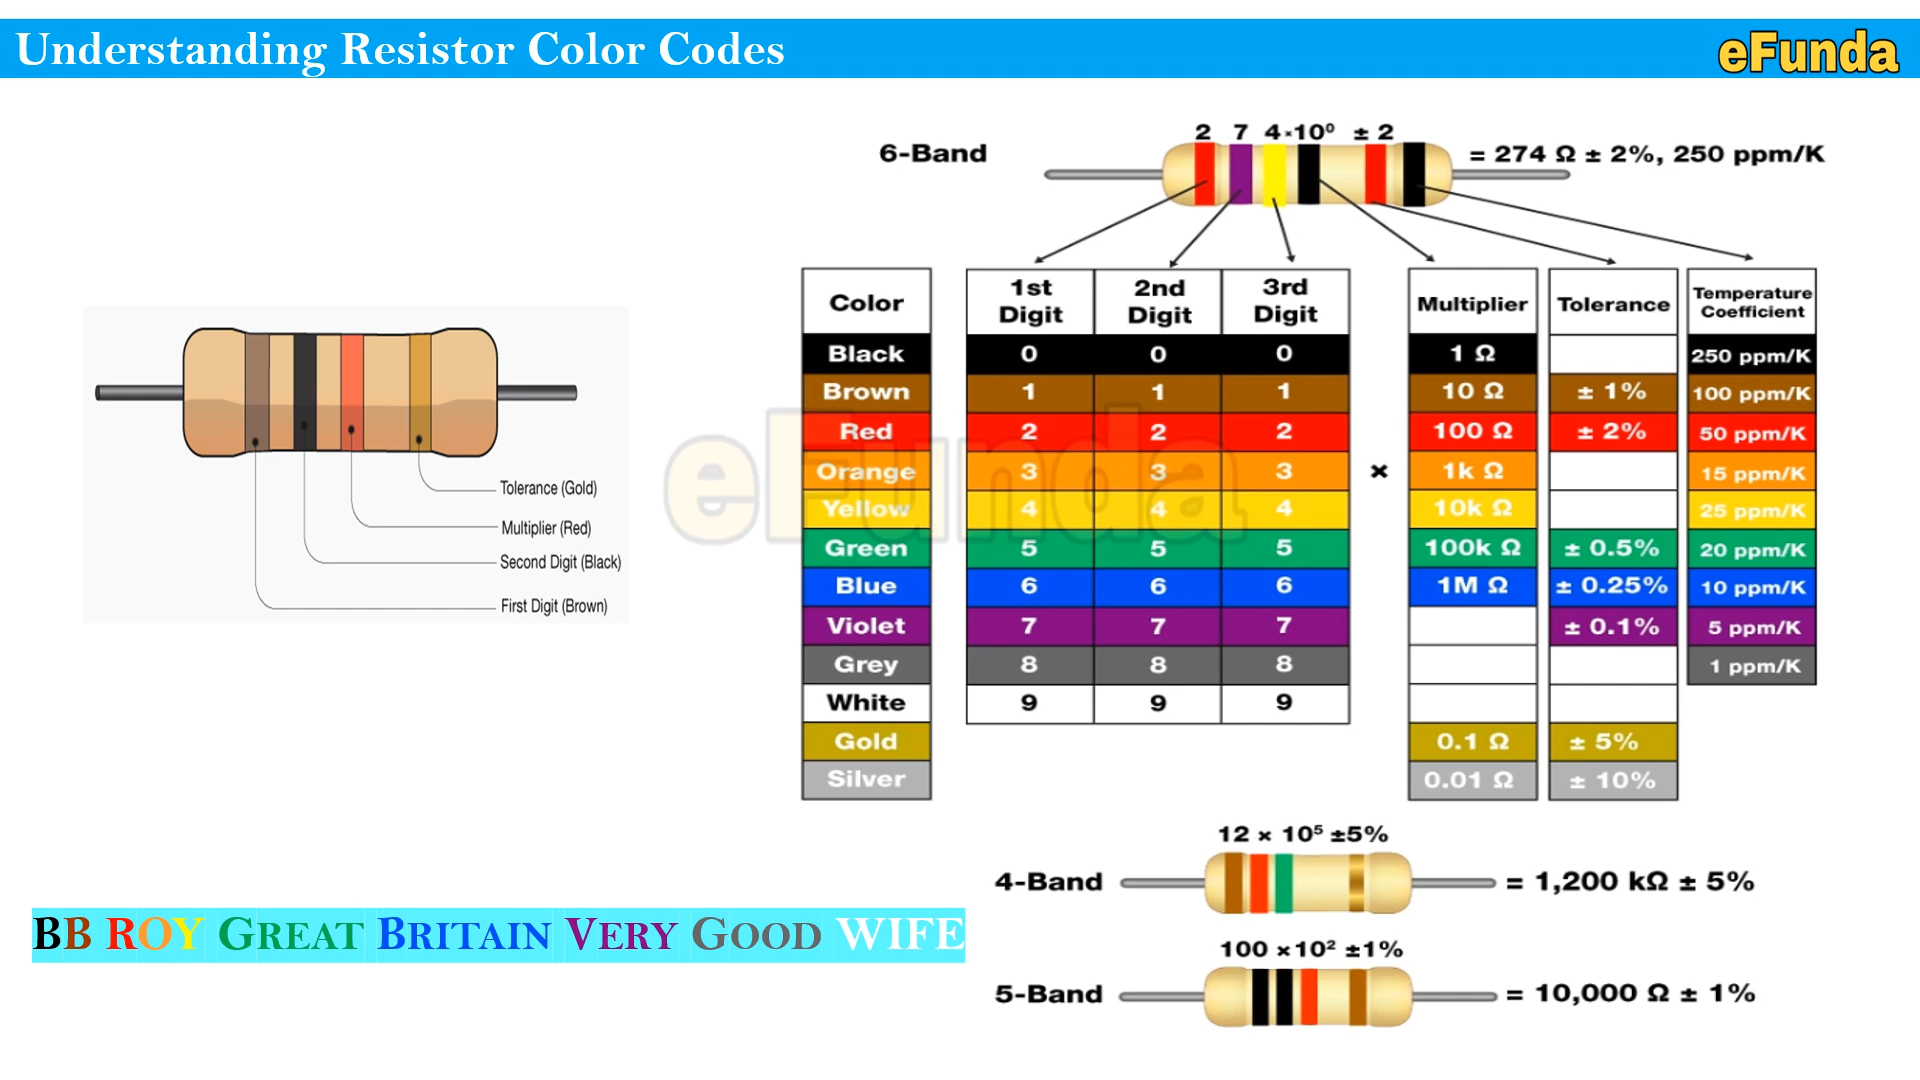 Understanding Resistor Color Codes
eFunda
2 7 4×10⁰ ± 2
6-Band
= 274 Ω ± 2%, 250 ppm/K
Color 1st Digit 2nd Digit 3rd Digit Multiplier Tolerance Temperature Coefficient
Black 0 0 0 1 Ω 250 ppm/K
Brown 1 1 1 10 Ω ± 1% 100 ppm/K
Red 2 2 2 100 Ω ± 2% 50 ppm/K
Orange 3 3 3 × 1k Ω 15 ppm/K
Yellow 4 4 4 10k Ω 25 ppm/K
Green 5 5 5 100k Ω ± 0.5% 20 ppm/K
Blue 6 6 6 1M Ω ± 0.25% 10 ppm/K
Violet 7 7 7 ± 0.1% 5 ppm/K
Grey 8 8 8 1 ppm/K
White 9 9 9
Gold 0.1 Ω ± 5%
Silver 0.01 Ω ± 10%
eFunda
Tolerance (Gold)
Multiplier (Red)
Second Digit (Black)
First Digit (Brown)
12 × 10⁵ ±5%
4-Band
= 1,200 kΩ ± 5%
BB ROY GREAT BRITAIN VERY GOOD WIFE
100 ×10² ±1%
5-Band
= 10,000 Ω ± 1%